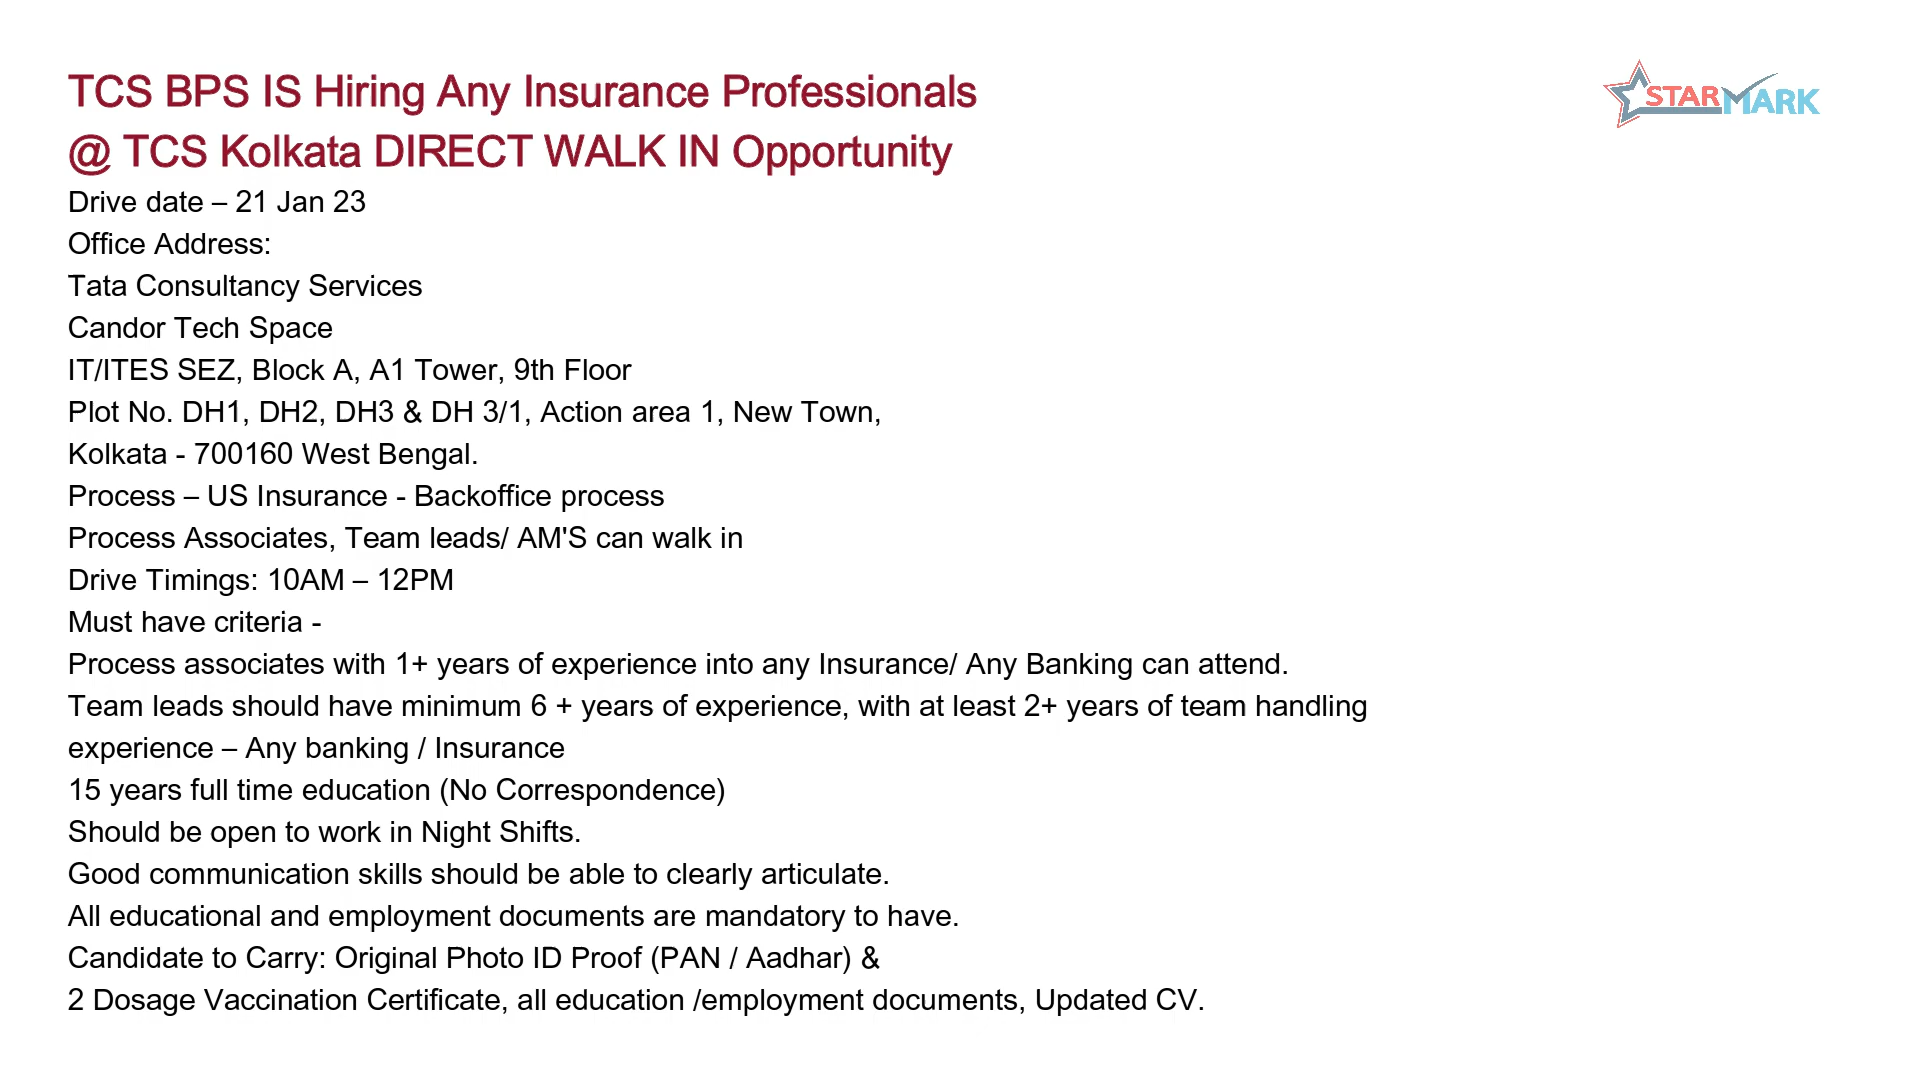 TCS BPS IS Hiring Any Insurance Professionals
@ TCS Kolkata DIRECT WALK IN Opportunity
STARMARK
Drive date – 21 Jan 23
Office Address:
Tata Consultancy Services
Candor Tech Space
IT/ITES SEZ, Block A, A1 Tower, 9th Floor
Plot No. DH1, DH2, DH3 & DH 3/1, Action area 1, New Town,
Kolkata - 700160 West Bengal.
Process – US Insurance - Backoffice process
Process Associates, Team leads/ AM'S can walk in
Drive Timings: 10AM – 12PM
Must have criteria -
Process associates with 1+ years of experience into any Insurance/ Any Banking can attend.
Team leads should have minimum 6 + years of experience, with at least 2+ years of team handling
experience – Any banking / Insurance
15 years full time education (No Correspondence)
Should be open to work in Night Shifts.
Good communication skills should be able to clearly articulate.
All educational and employment documents are mandatory to have.
Candidate to Carry: Original Photo ID Proof (PAN / Aadhar) &
2 Dosage Vaccination Certificate, all education /employment documents, Updated CV.